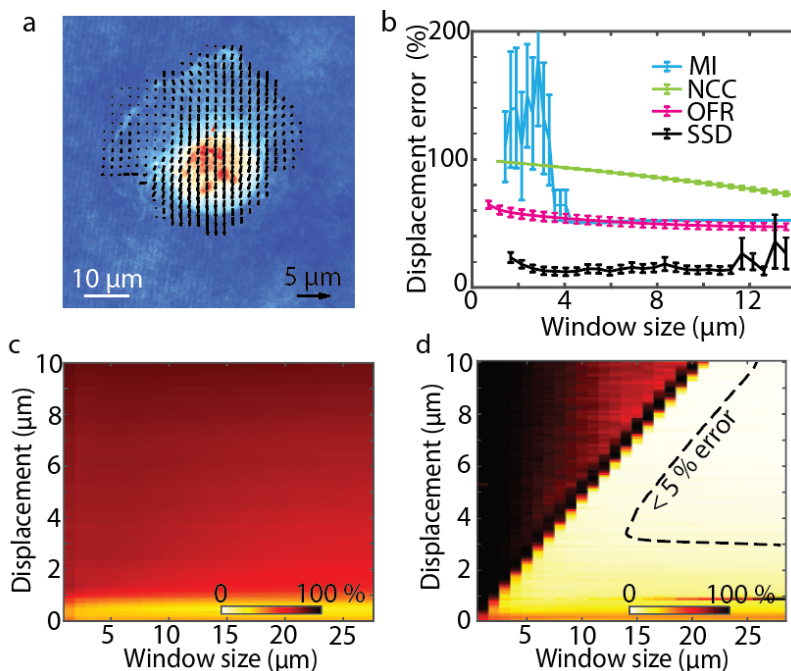 a
10 µm
5 µm
b
Displacement error (%)
200
100
0
MI
NCC
OFR
SSD
0 4 8 12
Window size (µm)
c
Displacement (µm)
10
8
6
4
2
0
0 100 %
5 10 15 20 25
Window size (µm)
d
Displacement (µm)
10
8
6
4
2
0
< 5 % error
0 100 %
5 10 15 20 25
Window size (µm)